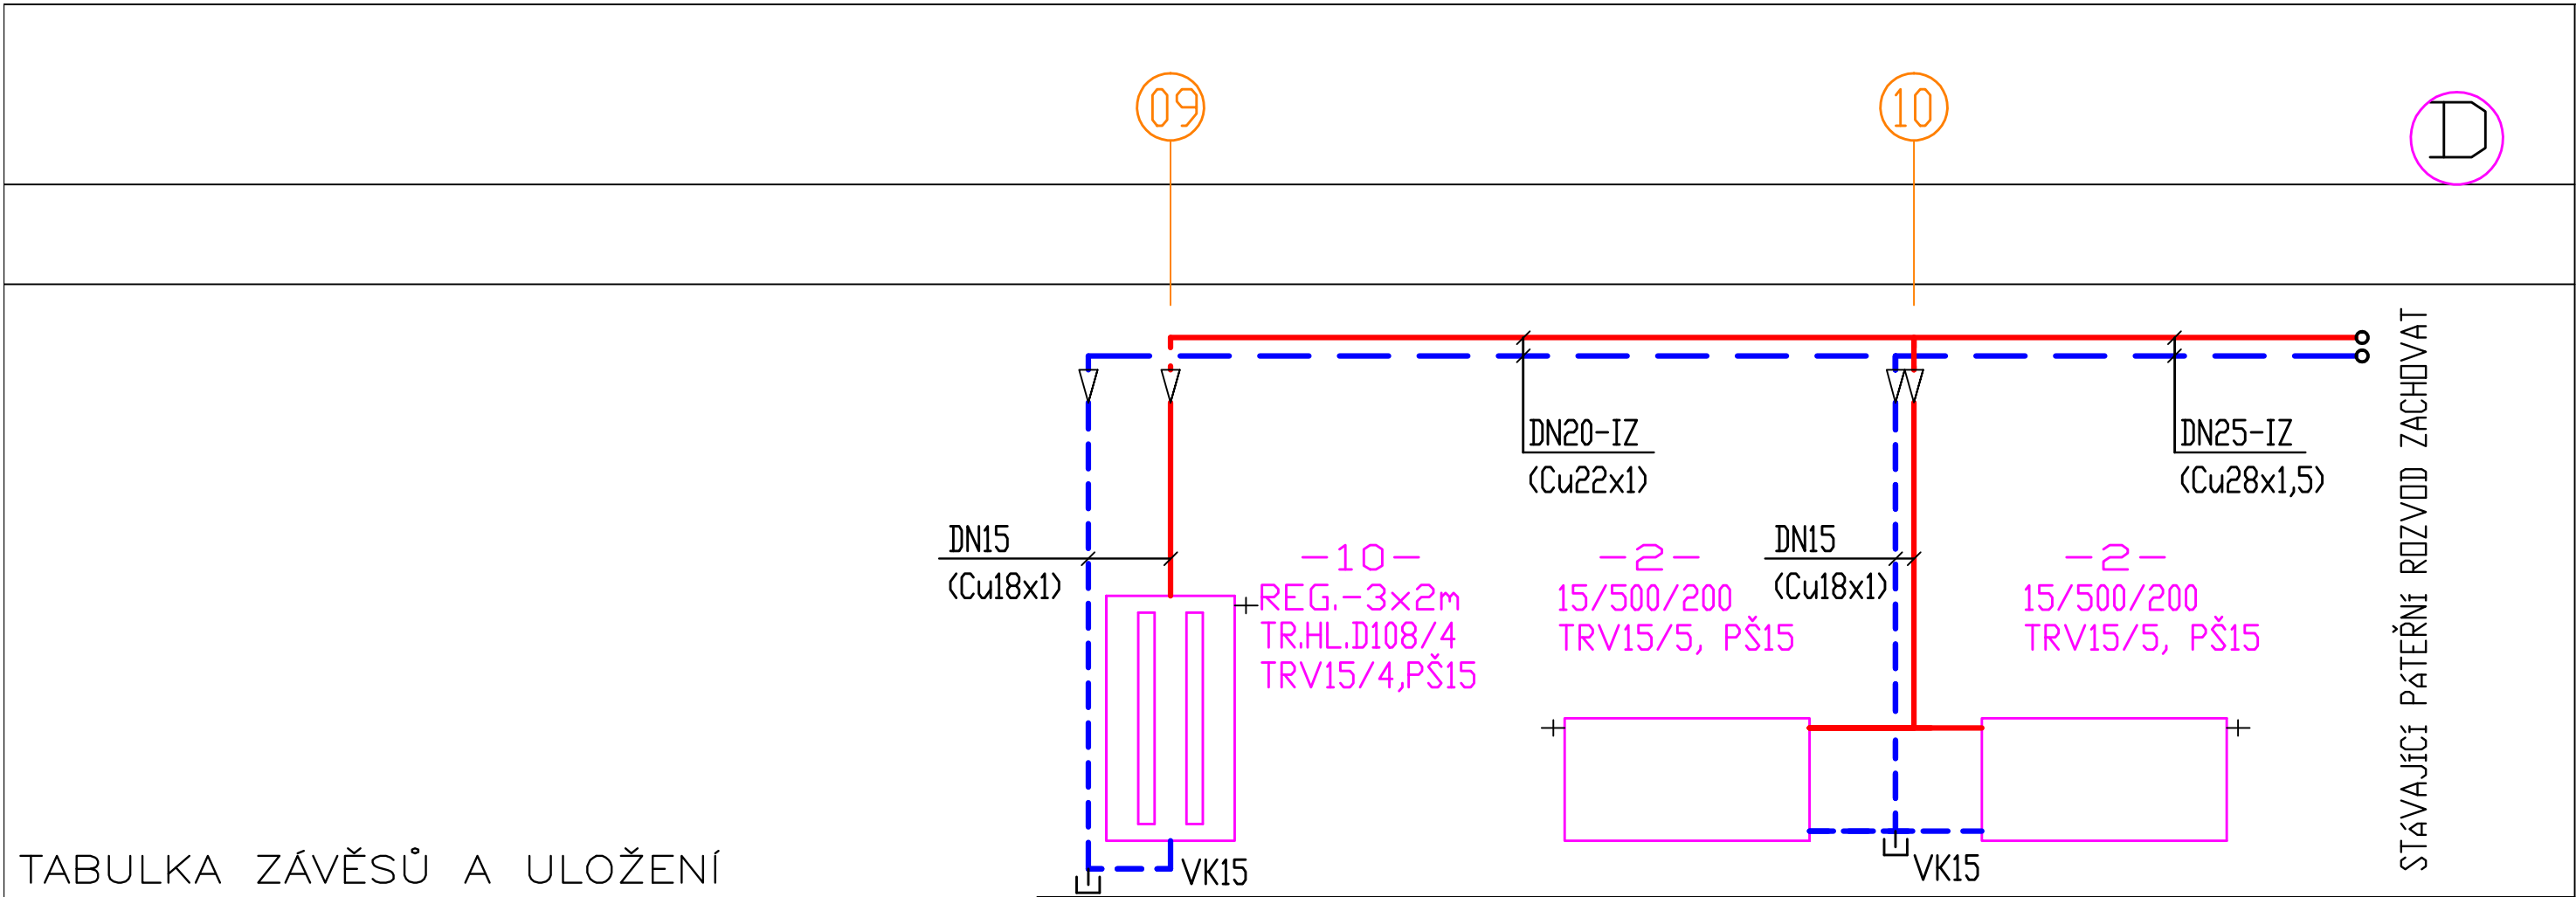 09
10
D
DN20-IZ
(Cu22x1)
DN25-IZ
(Cu28x1,5)
DN15
(Cu18x1)
-10-
REG.-3x2m
TR.HL.D108/4
TRV15/4,PŠ15
-2-
15/500/200
TRV15/5, PŠ15
DN15
(Cu18x1)
-2-
15/500/200
TRV15/5, PŠ15
STÁVAJÍCÍ PÁTĚRNÍ ROZVOD ZACHOVAT
VK15
VK15
TABULKA ZÁVĚSŮ A ULOŽENÍ